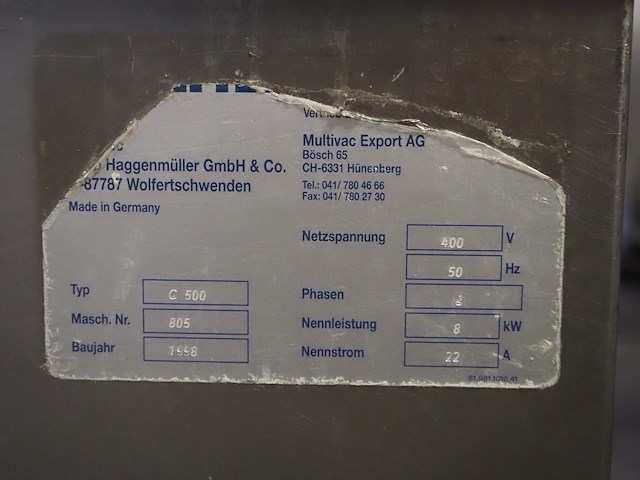 Haggenmüller GmbH & Co.
-87787 Wolfertschwenden
Made in Germany
Multivac Export AG
Bösch 65
CH-6331 Hünenberg
Tel.: 041/ 780 46 66
Fax: 041/ 780 27 30
Netzspannung 400 V
50 Hz
Typ C 500
Phasen 3
Masch. Nr. 805
Nennleistung 8 kW
Baujahr 1998
Nennstrom 22 A